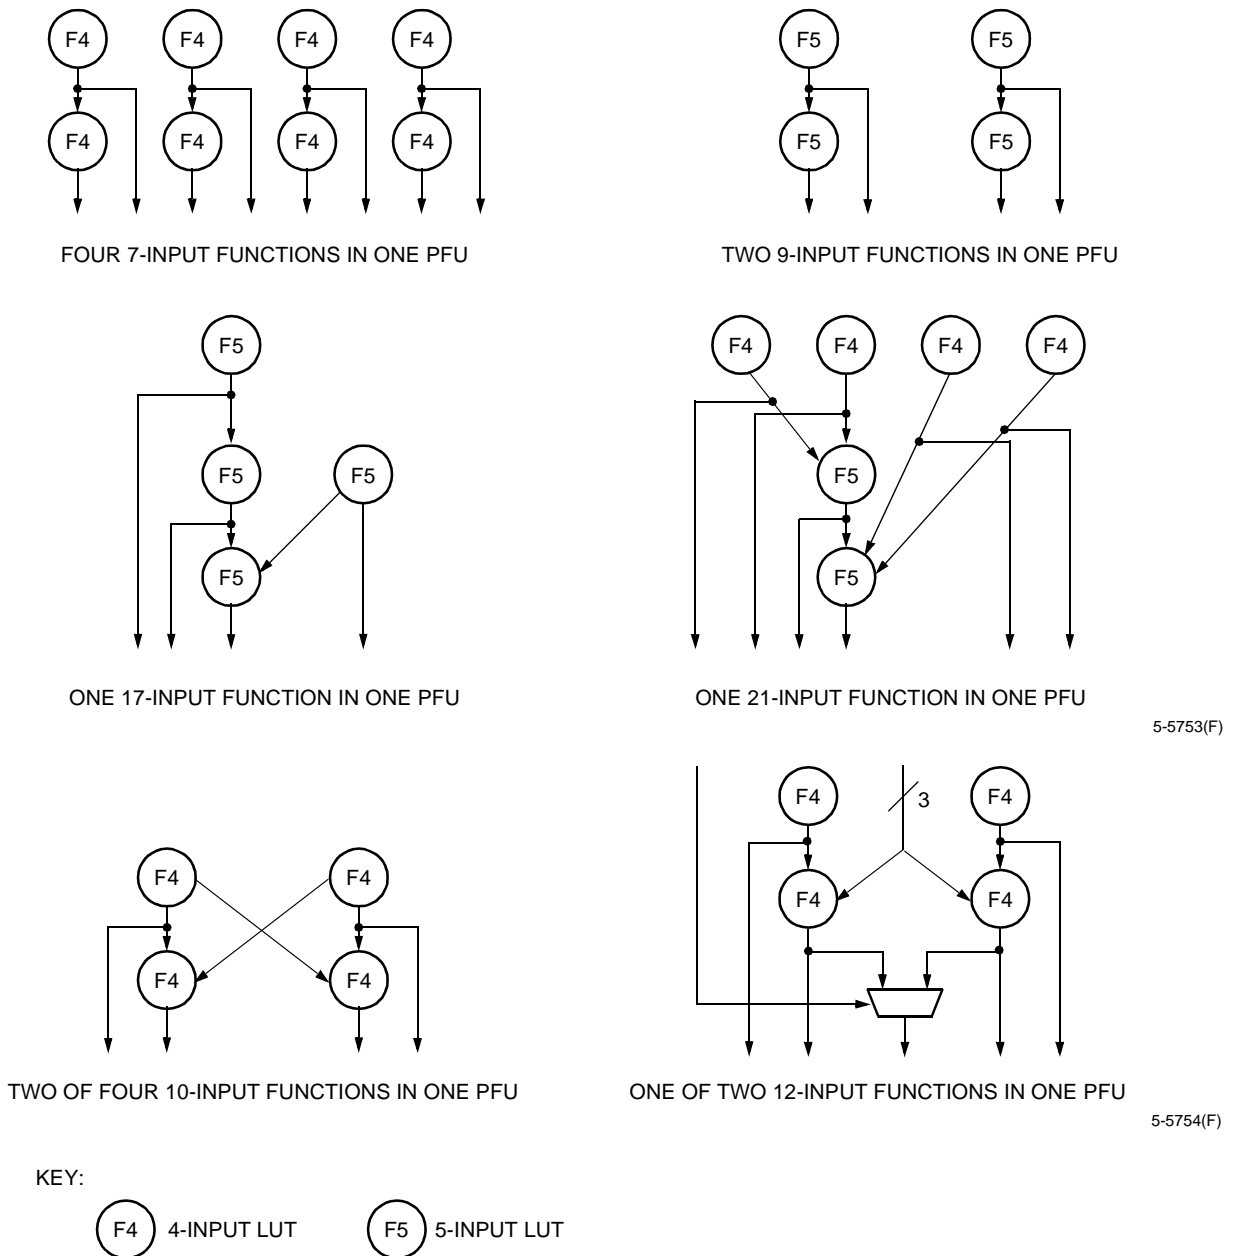 F4 F4 F4 F4 F5 F5
F4 F4 F4 F4 F5 F5
FOUR 7-INPUT FUNCTIONS IN ONE PFU
TWO 9-INPUT FUNCTIONS IN ONE PFU
F5 F4 F4 F4 F4
F5 F5 F5
F5 F5
ONE 17-INPUT FUNCTION IN ONE PFU
ONE 21-INPUT FUNCTION IN ONE PFU
5-5753(F)
F4 3 F4
F4 F4 F4 F4
F4 F4
TWO OF FOUR 10-INPUT FUNCTIONS IN ONE PFU
ONE OF TWO 12-INPUT FUNCTIONS IN ONE PFU
5-5754(F)
KEY:
F4 4-INPUT LUT F5 5-INPUT LUT